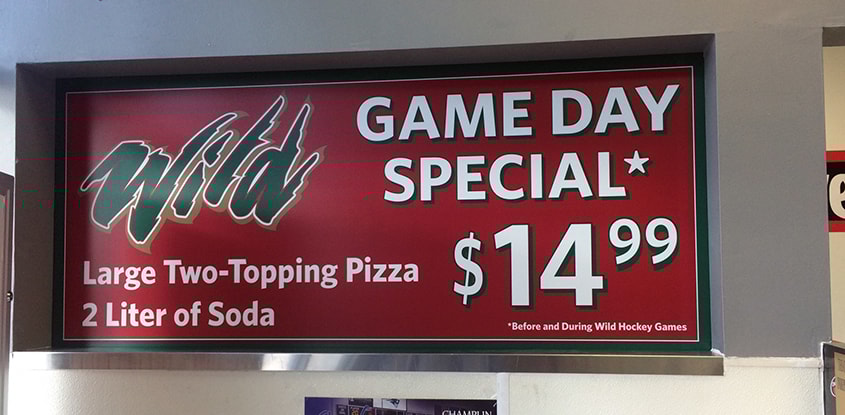 Wild
GAME DAY
SPECIAL*
$14.99
Large Two-Topping Pizza
2 Liter of Soda
*Before and During Wild Hockey Games
CHAMPLIN